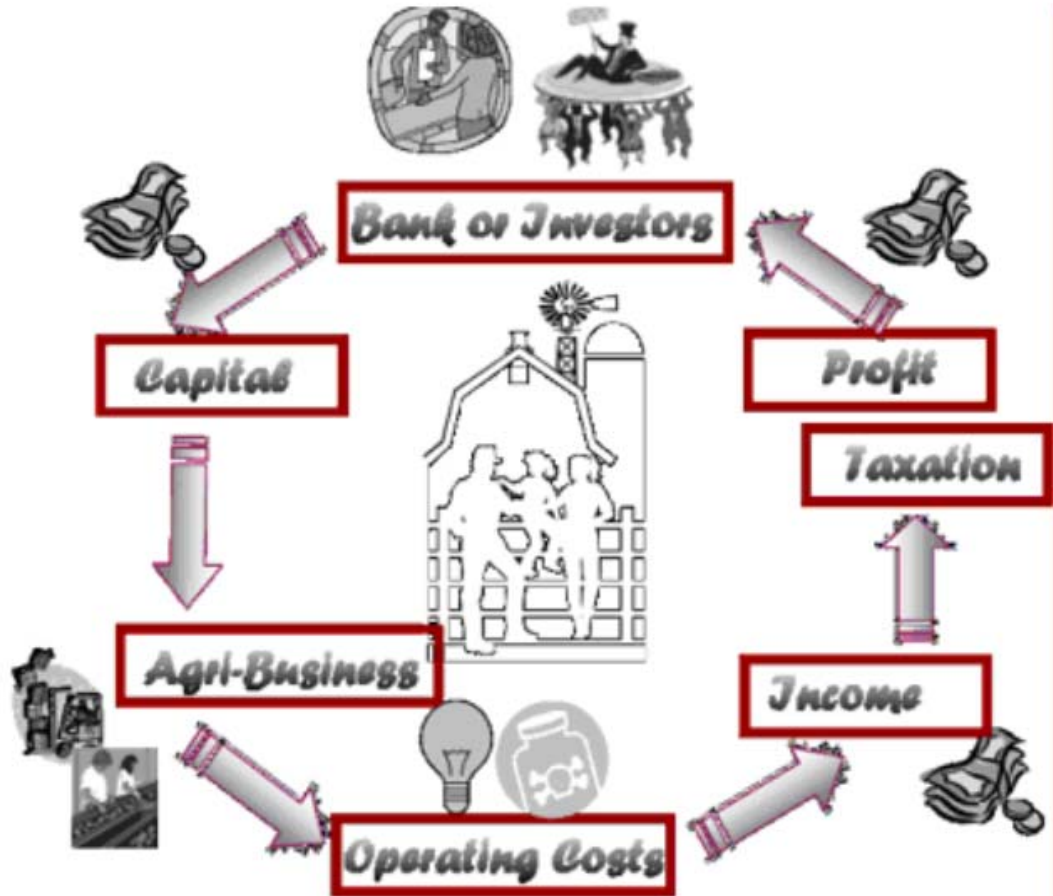 Bank or Investors
Capital
Profit
Taxation
Agri-Business
Income
Operating Costs